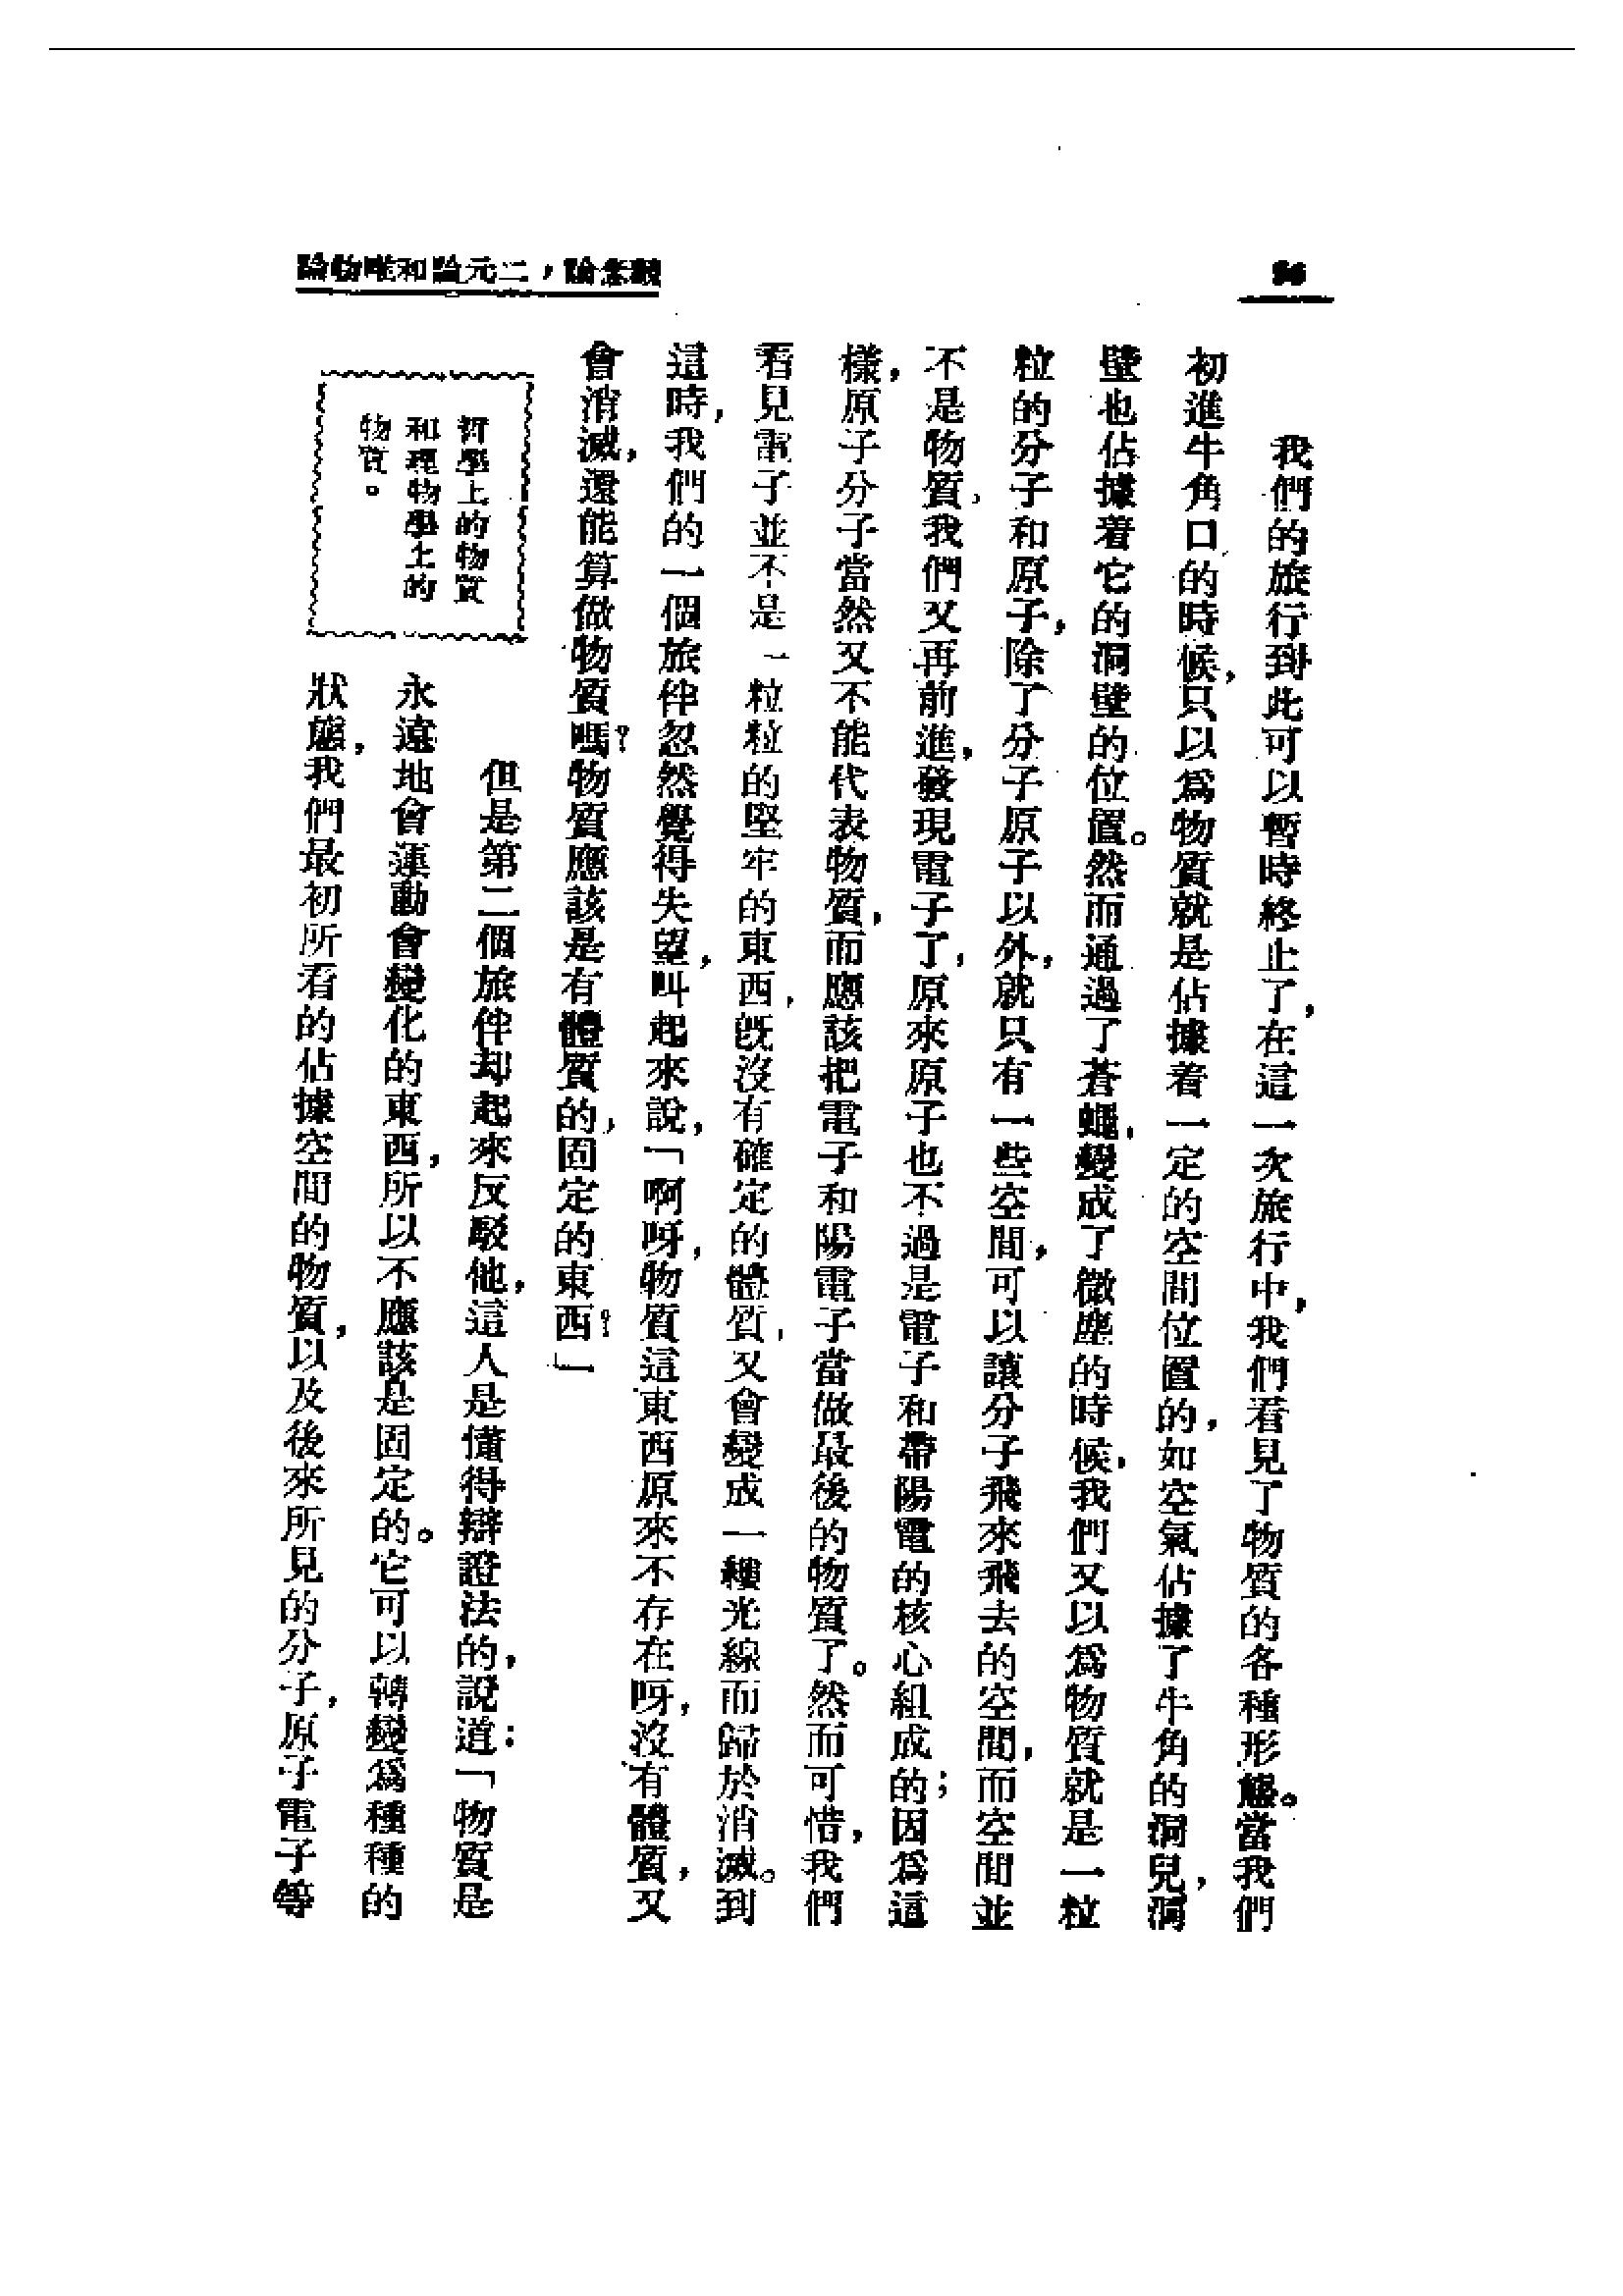 觀念論，二元論和唯物論
我們的旅行到此可以暫時終止了，在這一次旅行中，我們看見了物質的各種形態。當我們
初進牛角口的時候，只以爲物質就是佔據着一定的空間位置的，如空氣佔據了牛角的洞兒，洞
壁也佔據着它的洞壁的位置。然而通過了蒼蠅，變成了微塵的時候，我們又以爲物質就是一粒
粒的分子和原子，除了分子原子以外，就只有一些空間，可以讓分子飛來飛去的空間，而空間並
不是物質，我們又再前進，發現電子了，原來原子也不過是電子和帶陽電的核心組成的；因爲這
樣，原子分子當然又不能代表物質，而應該把電子和陽電子當做最後的物質了。然而可惜，我們
看見電子並不是一粒粒的堅牢的東西，旣沒有確定的體質，又會變成一縷光線而歸於消滅。到
這時，我們的一個旅伴忽然覺得失望，叫起來說，「啊呀，物質這東西原來不存在呀，沒有體質，又
會消滅，還能算做物質嗎？物質應該是有體質的，固定的東西？」
哲學上的物質
和理物學上的
物質。
但是第二個旅伴却起來反駁他，這人是懂得辯證法的，說道：「物質是
永遠地會運動會變化的東西，所以不應該是固定的。它可以轉變爲種種的
狀態，我們最初所看的佔據空間的物質，以及後來所見的分子，原子電子等